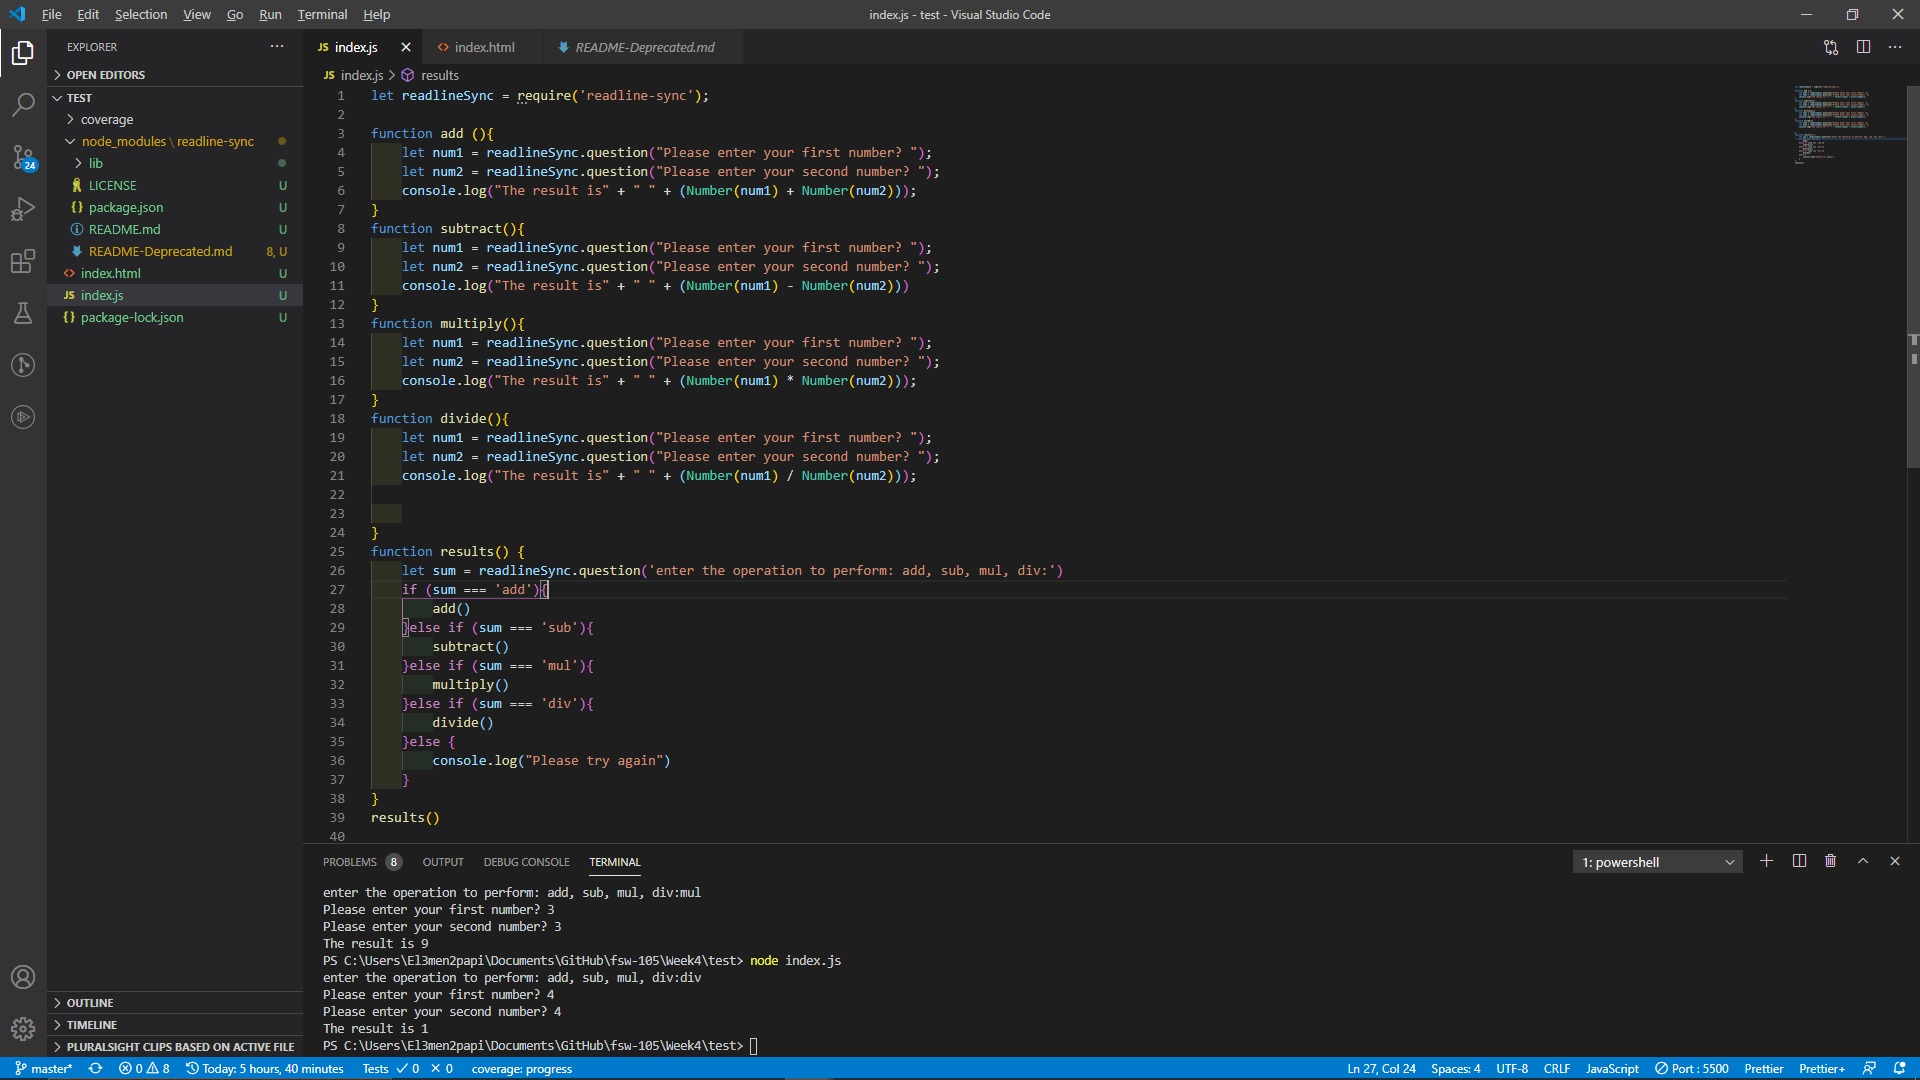 File Edit Selection View Go Run Terminal Help
index.js - test - Visual Studio Code
EXPLORER
OPEN EDITORS
TEST
coverage
node_modules \ readline-sync
lib
LICENSE U
package.json U
README.md U
README-Deprecated.md 8, U
index.html U
index.js U
package-lock.json U
OUTLINE
TIMELINE
PLURALSIGHT CLIPS BASED ON ACTIVE FILE
24
JS index.js index.html README-Deprecated.md
JS index.js > results
1 let readlineSync = require('readline-sync');
2
3 function add (){
4 let num1 = readlineSync.question("Please enter your first number? ");
5 let num2 = readlineSync.question("Please enter your second number? ");
6 console.log("The result is" + " " + (Number(num1) + Number(num2)));
7 }
8 function subtract(){
9 let num1 = readlineSync.question("Please enter your first number? ");
10 let num2 = readlineSync.question("Please enter your second number? ");
11 console.log("The result is" + " " + (Number(num1) - Number(num2)))
12 }
13 function multiply(){
14 let num1 = readlineSync.question("Please enter your first number? ");
15 let num2 = readlineSync.question("Please enter your second number? ");
16 console.log("The result is" + " " + (Number(num1) * Number(num2)));
17 }
18 function divide(){
19 let num1 = readlineSync.question("Please enter your first number? ");
20 let num2 = readlineSync.question("Please enter your second number? ");
21 console.log("The result is" + " " + (Number(num1) / Number(num2)));
22
23
24 }
25 function results() {
26 let sum = readlineSync.question('enter the operation to perform: add, sub, mul, div:')
27 if (sum === 'add'){
28 add()
29 }else if (sum === 'sub'){
30 subtract()
31 }else if (sum === 'mul'){
32 multiply()
33 }else if (sum === 'div'){
34 divide()
35 }else {
36 console.log("Please try again")
37 }
38 }
39 results()
40
PROBLEMS 8 OUTPUT DEBUG CONSOLE TERMINAL 1: powershell
enter the operation to perform: add, sub, mul, div:mul
Please enter your first number? 3
Please enter your second number? 3
The result is 9
PS C:\Users\El3men2papi\Documents\GitHub\fsw-105\Week4\test> node index.js
enter the operation to perform: add, sub, mul, div:div
Please enter your first number? 4
Please enter your second number? 4
The result is 1
PS C:\Users\El3men2papi\Documents\GitHub\fsw-105\Week4\test>
master* 0 8 Today: 5 hours, 40 minutes Tests 0 0 coverage: progress Ln 27, Col 24 Spaces: 4 UTF-8 CRLF JavaScript Port : 5500 Prettier Prettier+